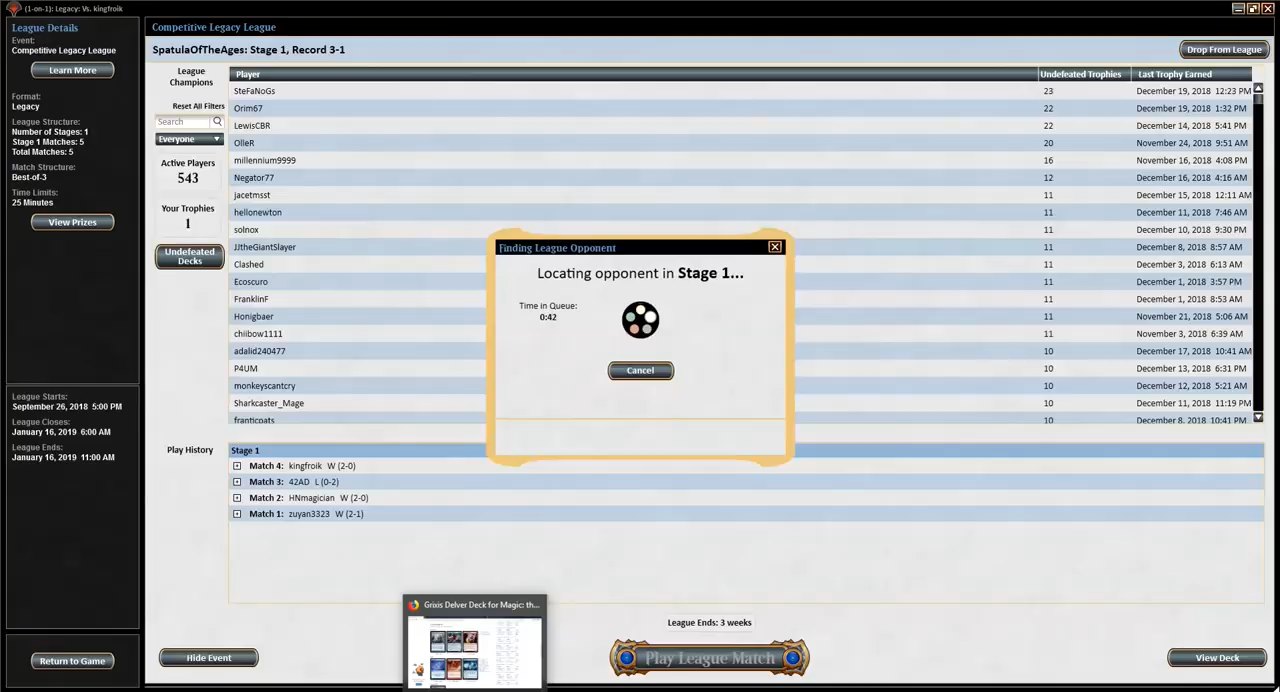 (1-on-1): Legacy: Vs. kingfroik
League Details
Event:
Competitive Legacy League
Learn More
Format:
Legacy
League Structure:
Number of Stages: 1
Stage 1 Matches: 5
Total Matches: 5
Match Structure:
Best-of-3
Time Limits:
25 Minutes
View Prizes
League Starts:
September 26, 2018 5:00 PM
League Closes:
January 16, 2019 6:00 AM
League Ends:
January 16, 2019 11:00 AM
Return to Game
Competitive Legacy League
SpatulaOfTheAges: Stage 1, Record 3-1
Drop From League
League
Champions
Reset All Filters
Search
Everyone
Active Players
543
Your Trophies
1
Undefeated
Decks
Player Undefeated Trophies Last Trophy Earned
SteFaNoGs 23 December 19, 2018 12:23 PM
Orim67 22 December 19, 2018 1:32 PM
LewisCBR 22 December 14, 2018 5:41 PM
OlleR 20 November 24, 2018 9:51 AM
millennium9999 16 November 16, 2018 4:08 PM
Negator77 12 December 16, 2018 4:16 AM
jacetmsst 11 December 15, 2018 12:11 AM
hellonewton 11 December 11, 2018 7:46 AM
solnox 11 December 10, 2018 9:30 PM
JJtheGiantSlayer 11 December 8, 2018 8:57 AM
Clashed 11 December 3, 2018 6:13 AM
Ecoscuro 11 December 1, 2018 3:57 PM
FranklinF 11 December 1, 2018 8:53 AM
Honigbaer 11 November 21, 2018 5:06 AM
chiibow1111 11 November 3, 2018 6:39 AM
adalid240477 10 December 17, 2018 10:41 AM
P4UM 10 December 13, 2018 6:31 PM
monkeyscantcry 10 December 12, 2018 5:21 AM
Sharkcaster_Mage 10 December 11, 2018 11:19 PM
franticpats 10 December 8, 2018 10:41 PM
Finding League Opponent
Locating opponent in Stage 1...
Time in Queue:
0:42
Cancel
Play History
Stage 1
Match 4: kingfroik W (2-0)
Match 3: 42AD L (0-2)
Match 2: HNmagician W (2-0)
Match 1: zuyan3323 W (2-1)
Grixis Delver Deck for Magic: th...
League Ends: 3 weeks
Hide Event
Play League Match
View Deck